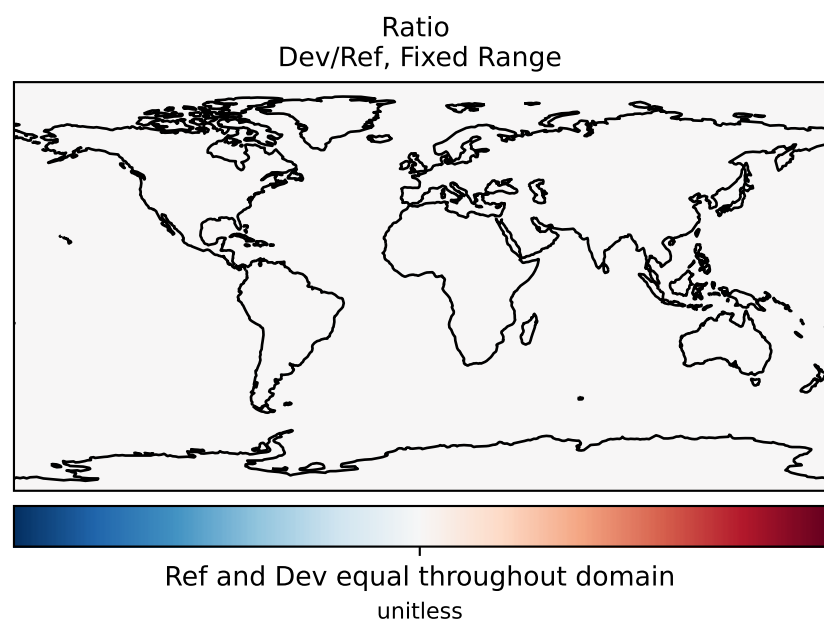 Ratio
Dev/Ref, Fixed Range
Ref and Dev equal throughout domain
unitless